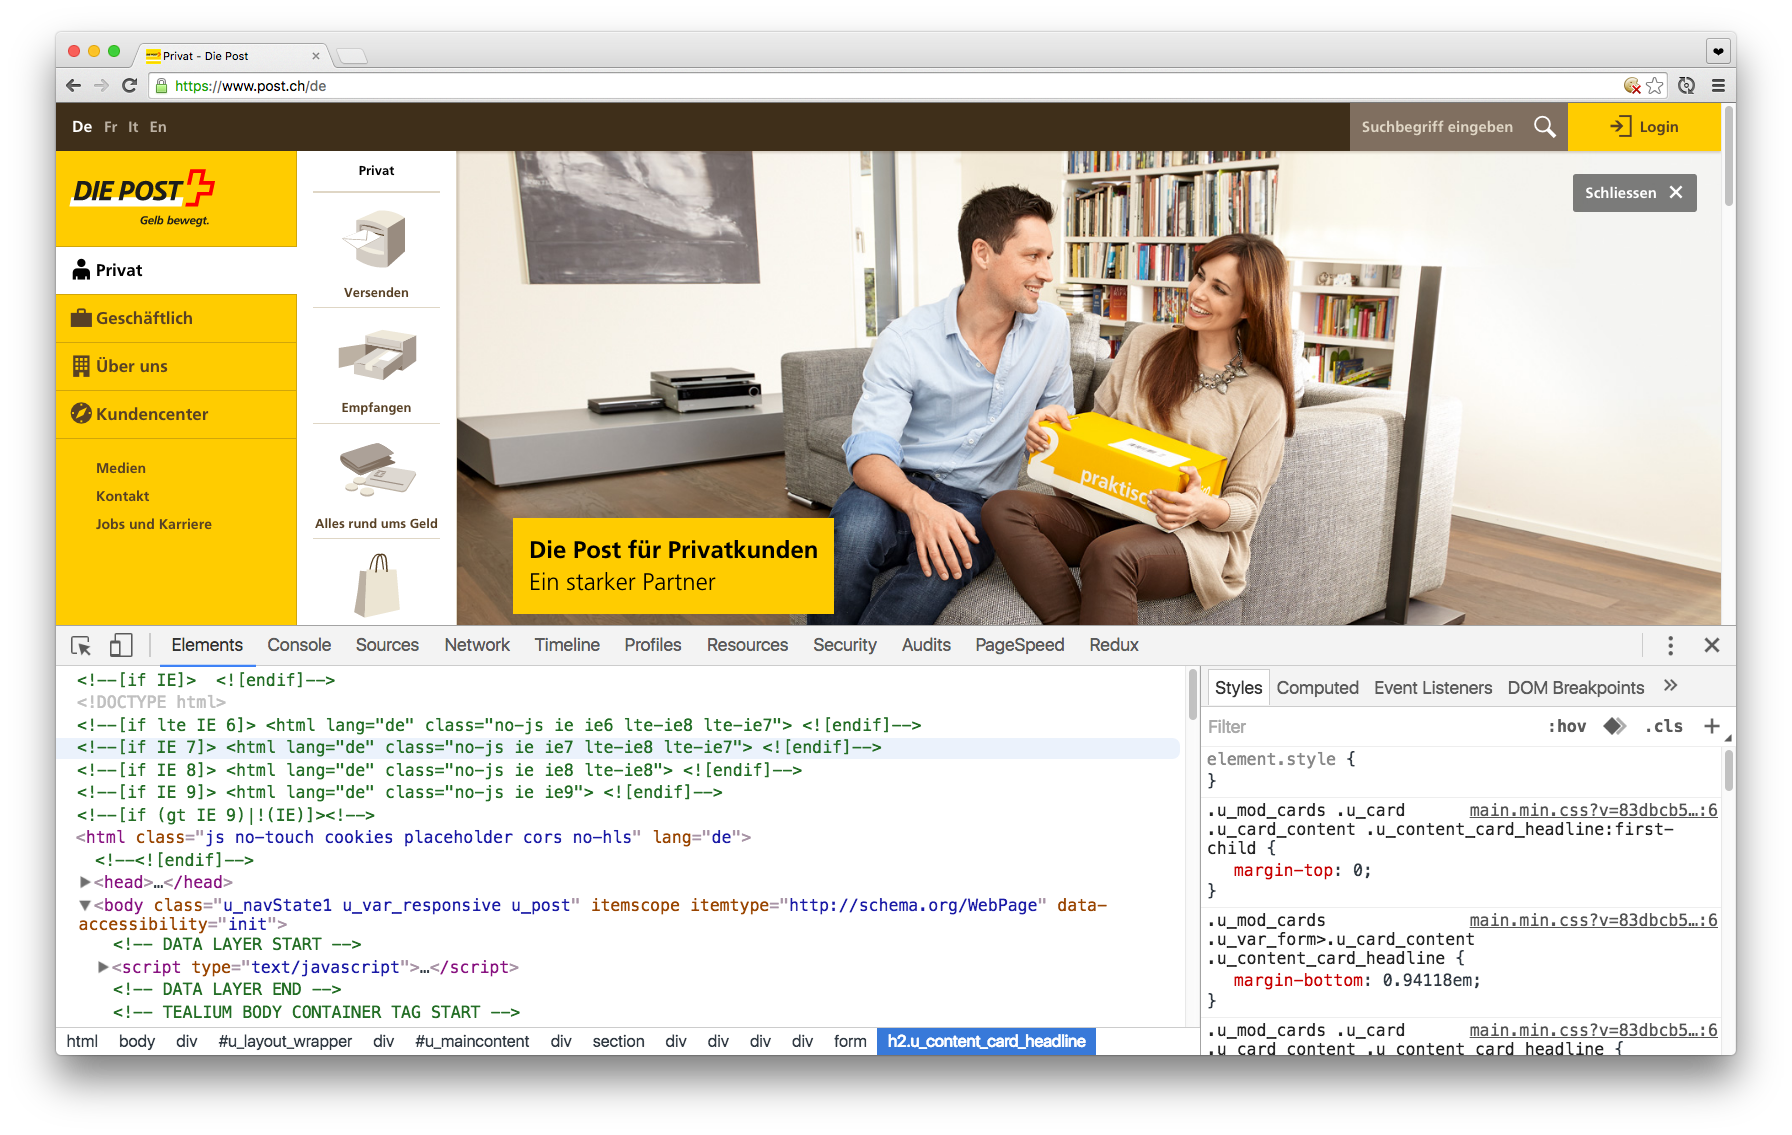 Privat - Die Post
https://www.post.ch/de
De Fr It En
Suchbegriff eingeben
Login
DIE POST
Gelb bewegt.
Privat
Geschäftlich
Über uns
Kundencenter
Medien
Kontakt
Jobs und Karriere
Privat
Versenden
Empfangen
Alles rund ums Geld
Schliessen
2
praktisc
Die Post für Privatkunden
Ein starker Partner
Elements Console Sources Network Timeline Profiles Resources Security Audits PageSpeed Redux
<!--[if IE]>  <![endif]-->
<!DOCTYPE html>
<!--[if lte IE 6]> <html lang="de" class="no-js ie ie6 lte-ie8 lte-ie7"> <![endif]-->
<!--[if IE 7]> <html lang="de" class="no-js ie ie7 lte-ie8 lte-ie7"> <![endif]-->
<!--[if IE 8]> <html lang="de" class="no-js ie ie8 lte-ie8"> <![endif]-->
<!--[if IE 9]> <html lang="de" class="no-js ie ie9"> <![endif]-->
<!--[if (gt IE 9)|!(IE)]><!-->
<html class="js no-touch cookies placeholder cors no-hls" lang="de">
<!--<![endif]-->
<head>…</head>
<body class="u_navState1 u_var_responsive u_post" itemscope itemtype="http://schema.org/WebPage" data-
accessibility="init">
<!-- DATA LAYER START -->
<script type="text/javascript">…</script>
<!-- DATA LAYER END -->
<!-- TEALIUM BODY CONTAINER TAG START -->
html body div #u_layout_wrapper div #u_maincontent div section div div div div form h2.u_content_card_headline
Styles Computed Event Listeners DOM Breakpoints »
Filter :hov .cls +
element.style {
}
.u_mod_cards .u_card main.min.css?v=83dbcb5…:6
.u_card_content .u_content_card_headline:first-
child {
margin-top: 0;
}
.u_mod_cards main.min.css?v=83dbcb5…:6
.u_var_form>.u_card_content
.u_content_card_headline {
margin-bottom: 0.94118em;
}
.u_mod_cards .u_card main.min.css?v=83dbcb5…:6
.u_card_content .u_content_card_headline {